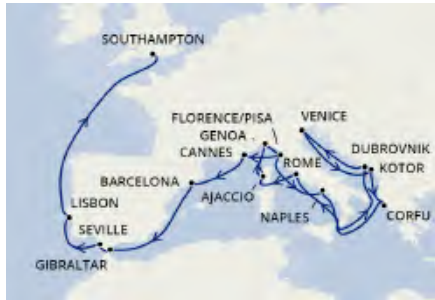 SOUTHAMPTON
VENICE
FLORENCE/PISA
GENOA
CANNES
ROME
DUBROVNIK
KOTOR
BARCELONA
AJACCIO
LISBON
NAPLES
CORFU
SEVILLE
GIBRALTAR